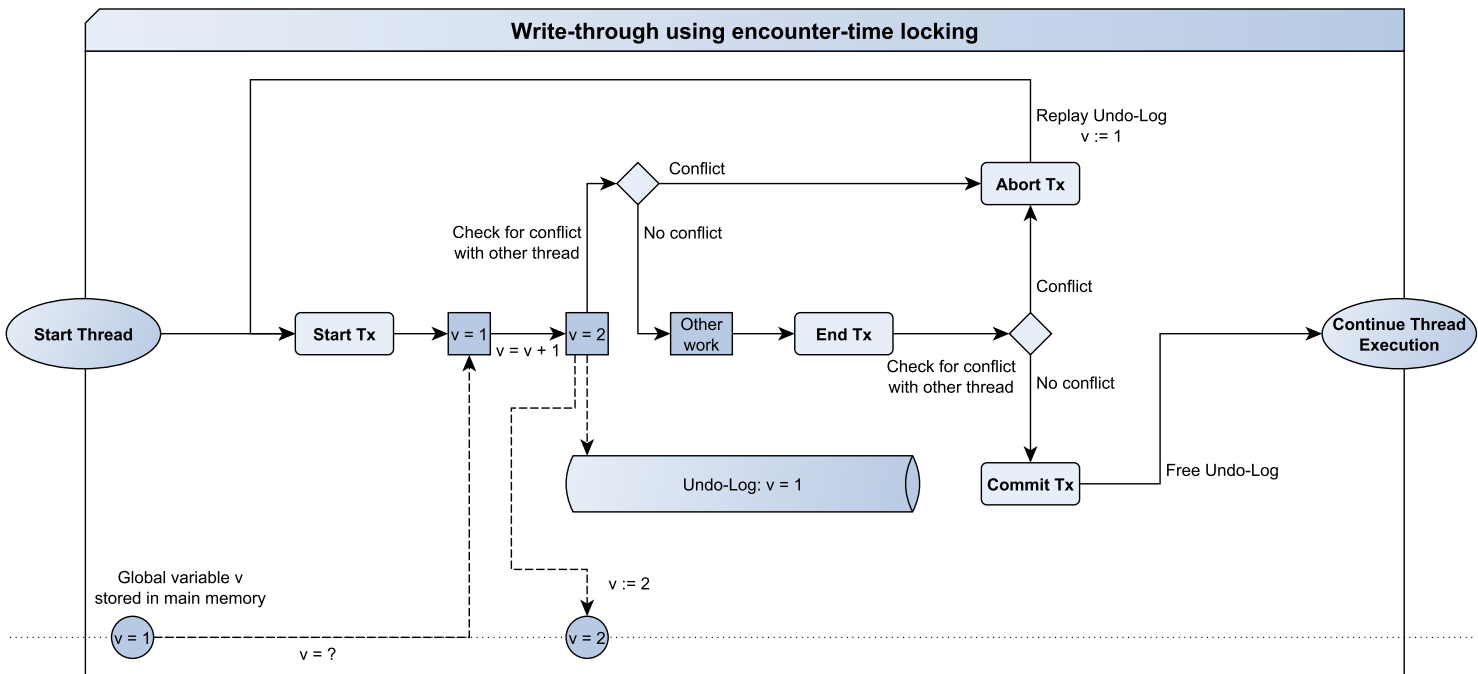 Write-through using encounter-time locking
Replay Undo-Log
v := 1
Conflict
Abort Tx
Check for conflict
with other thread
No conflict
Conflict
Start Thread
Start Tx
v = 1
v = v + 1
v = 2
Other
work
End Tx
Check for conflict
with other thread
Continue Thread
Execution
No conflict
Undo-Log: v = 1
Commit Tx
Free Undo-Log
Global variable v
stored in main memory
v := 2
v = 1
v = ?
v = 2